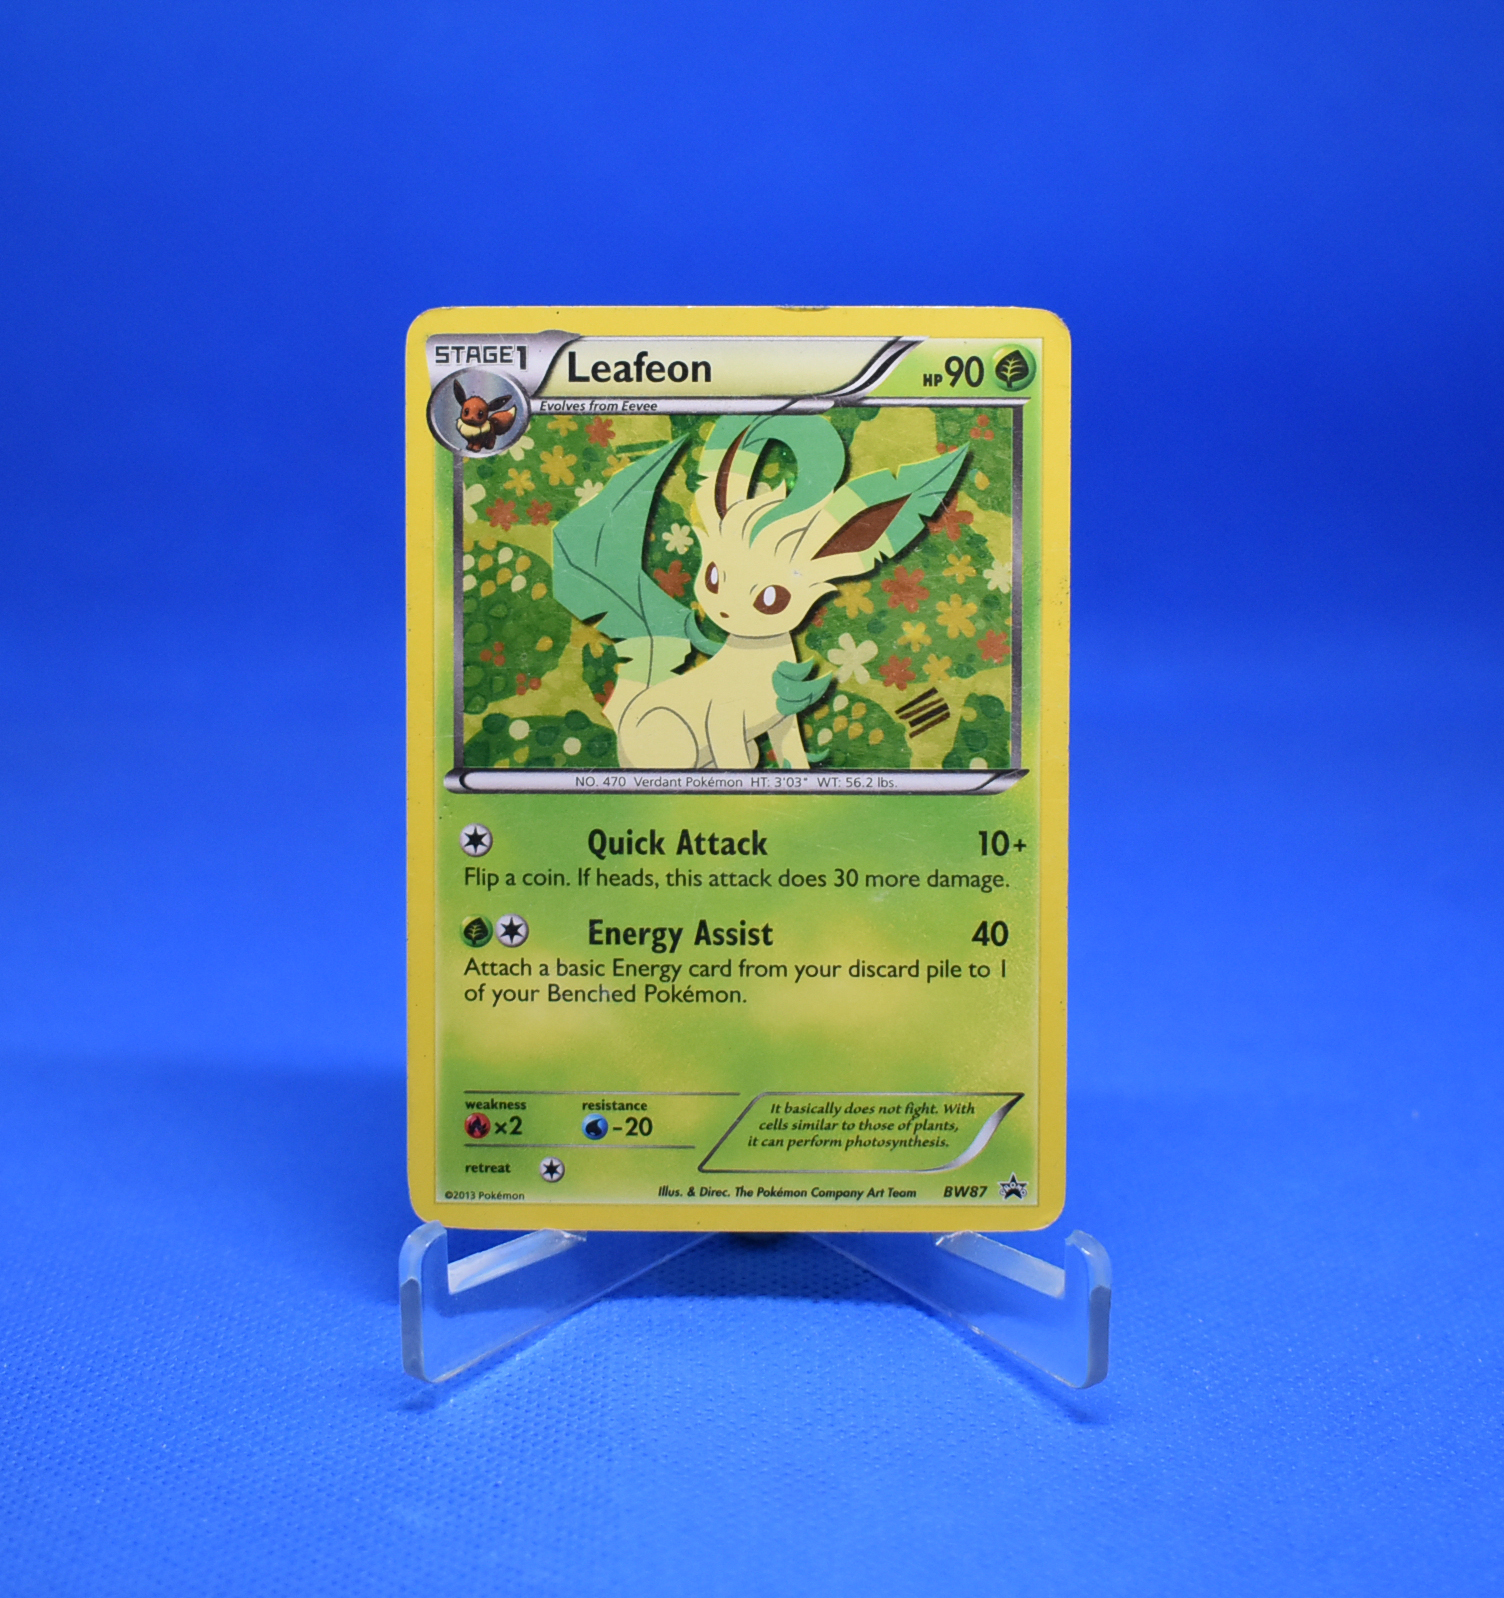 STAGE1
Leafeon
HP 90
Evolves from Eevee
NO. 470 Verdant Pokémon HT: 3'03" WT: 56.2 lbs.
Quick Attack 10+
Flip a coin. If heads, this attack does 30 more damage.
Energy Assist 40
Attach a basic Energy card from your discard pile to 1
of your Benched Pokémon.
weakness
×2
resistance
-20
retreat
It basically does not fight. With
cells similar to those of plants,
it can perform photosynthesis.
©2013 Pokémon
Illus. & Direc. The Pokémon Company Art Team
BW87
PROMO